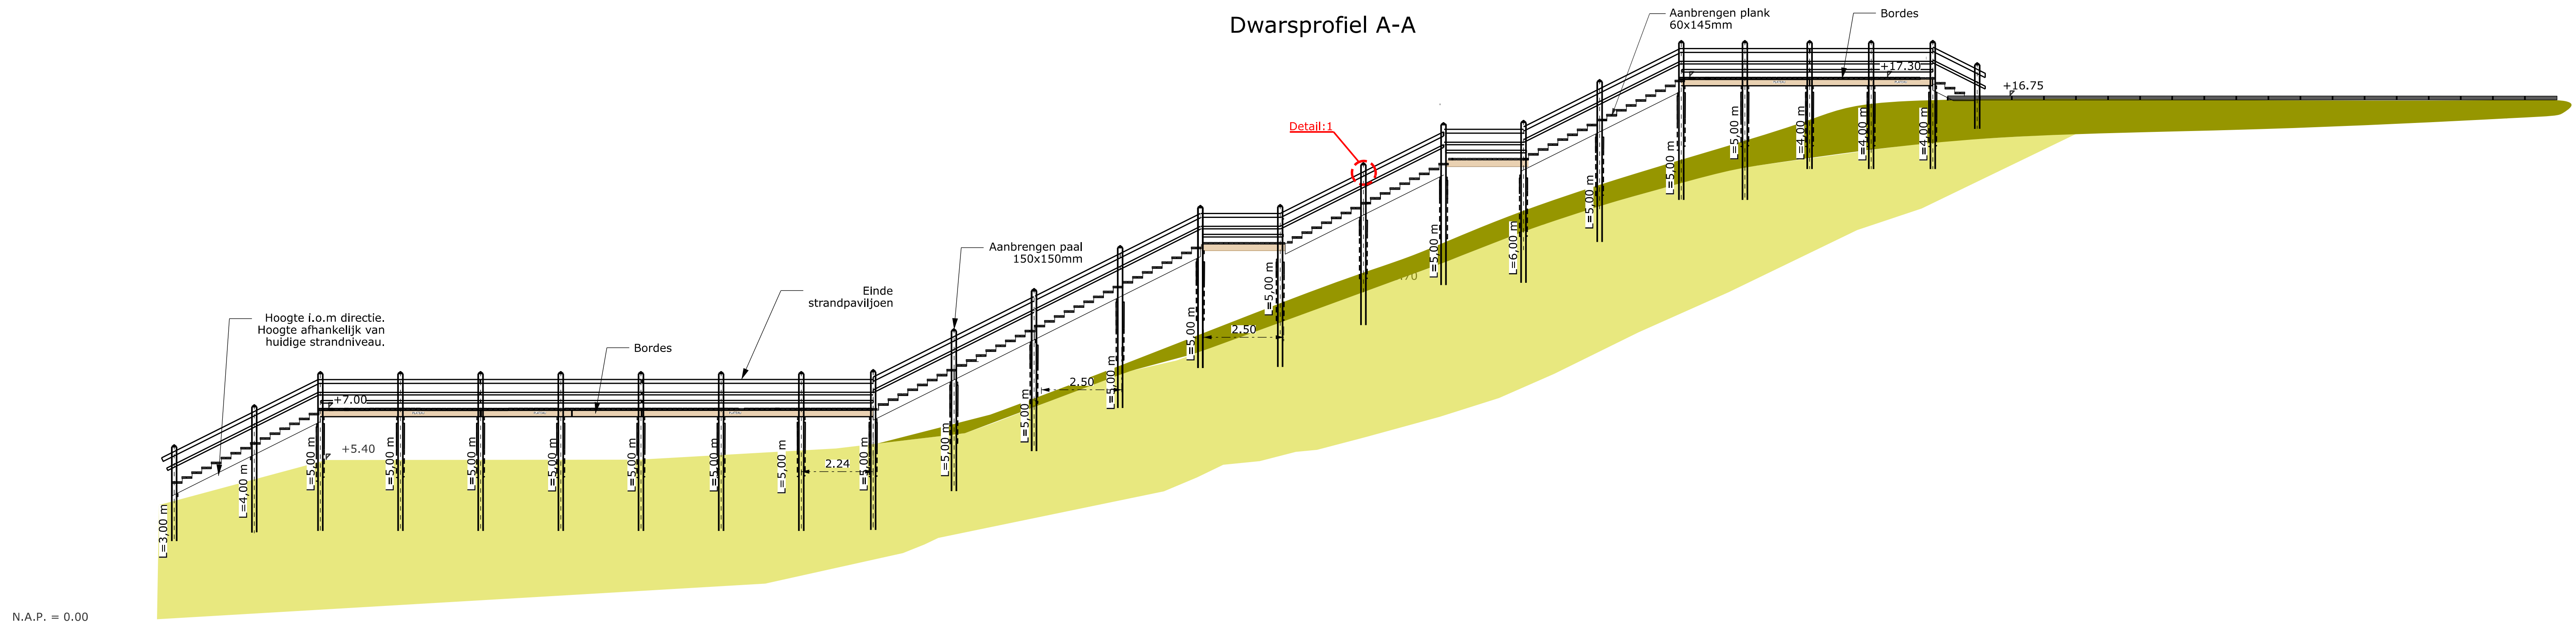 Dwarsprofiel A-A
Aanbrengen plank
60x145mm
Bordes
+17.30
+16.75
Detail:1
L=5,00 m
L=5,00 m
L=4,00 m
L=4,00 m
L=4,00 m
L=5,00 m
L=6,00 m
L=5,00 m
Aanbrengen paal
150x150mm
L=5,00 m
L=5,00 m
2.50
Einde
strandpaviljoen
Hoogte i.o.m directie.
Hoogte afhankelijk van
huidige strandniveau.
Bordes
2.50
L=5,00 m
L=5,00 m
L=5,00 m
+7.00
+5.40
2.24
L=3,00 m
L=4,00 m
L=5,00 m
L=5,00 m
L=5,00 m
L=5,00 m
L=5,00 m
L=5,00 m
L=5,00 m
L=5,00 m
N.A.P. = 0.00